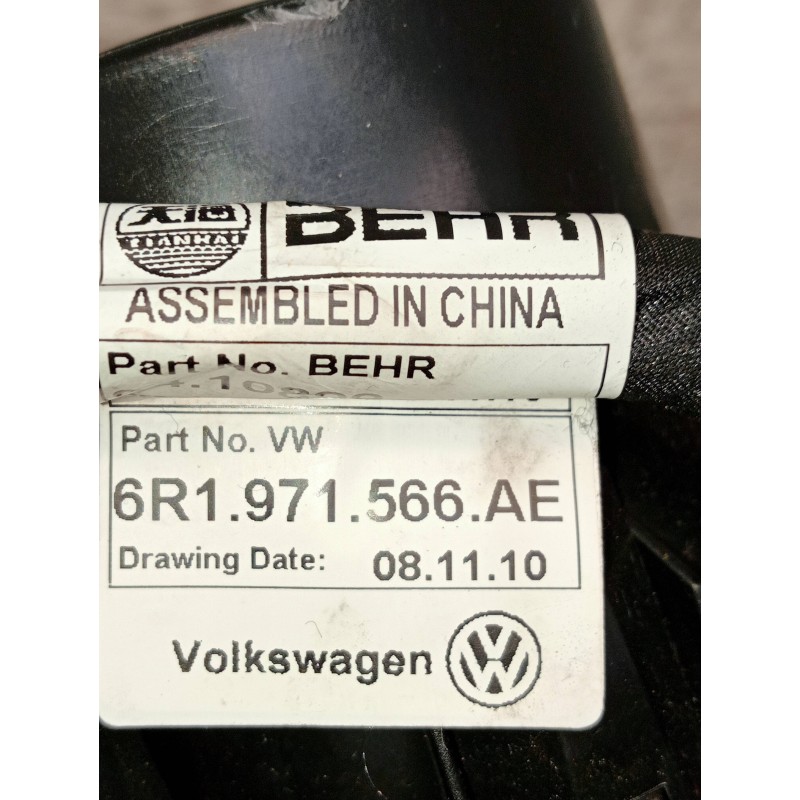 BEHR
TIANHAI
ASSEMBLED IN CHINA
Part No. BEHR
Part No. VW
6R1.971.566.AE
Drawing Date: 08.11.10
Volkswagen